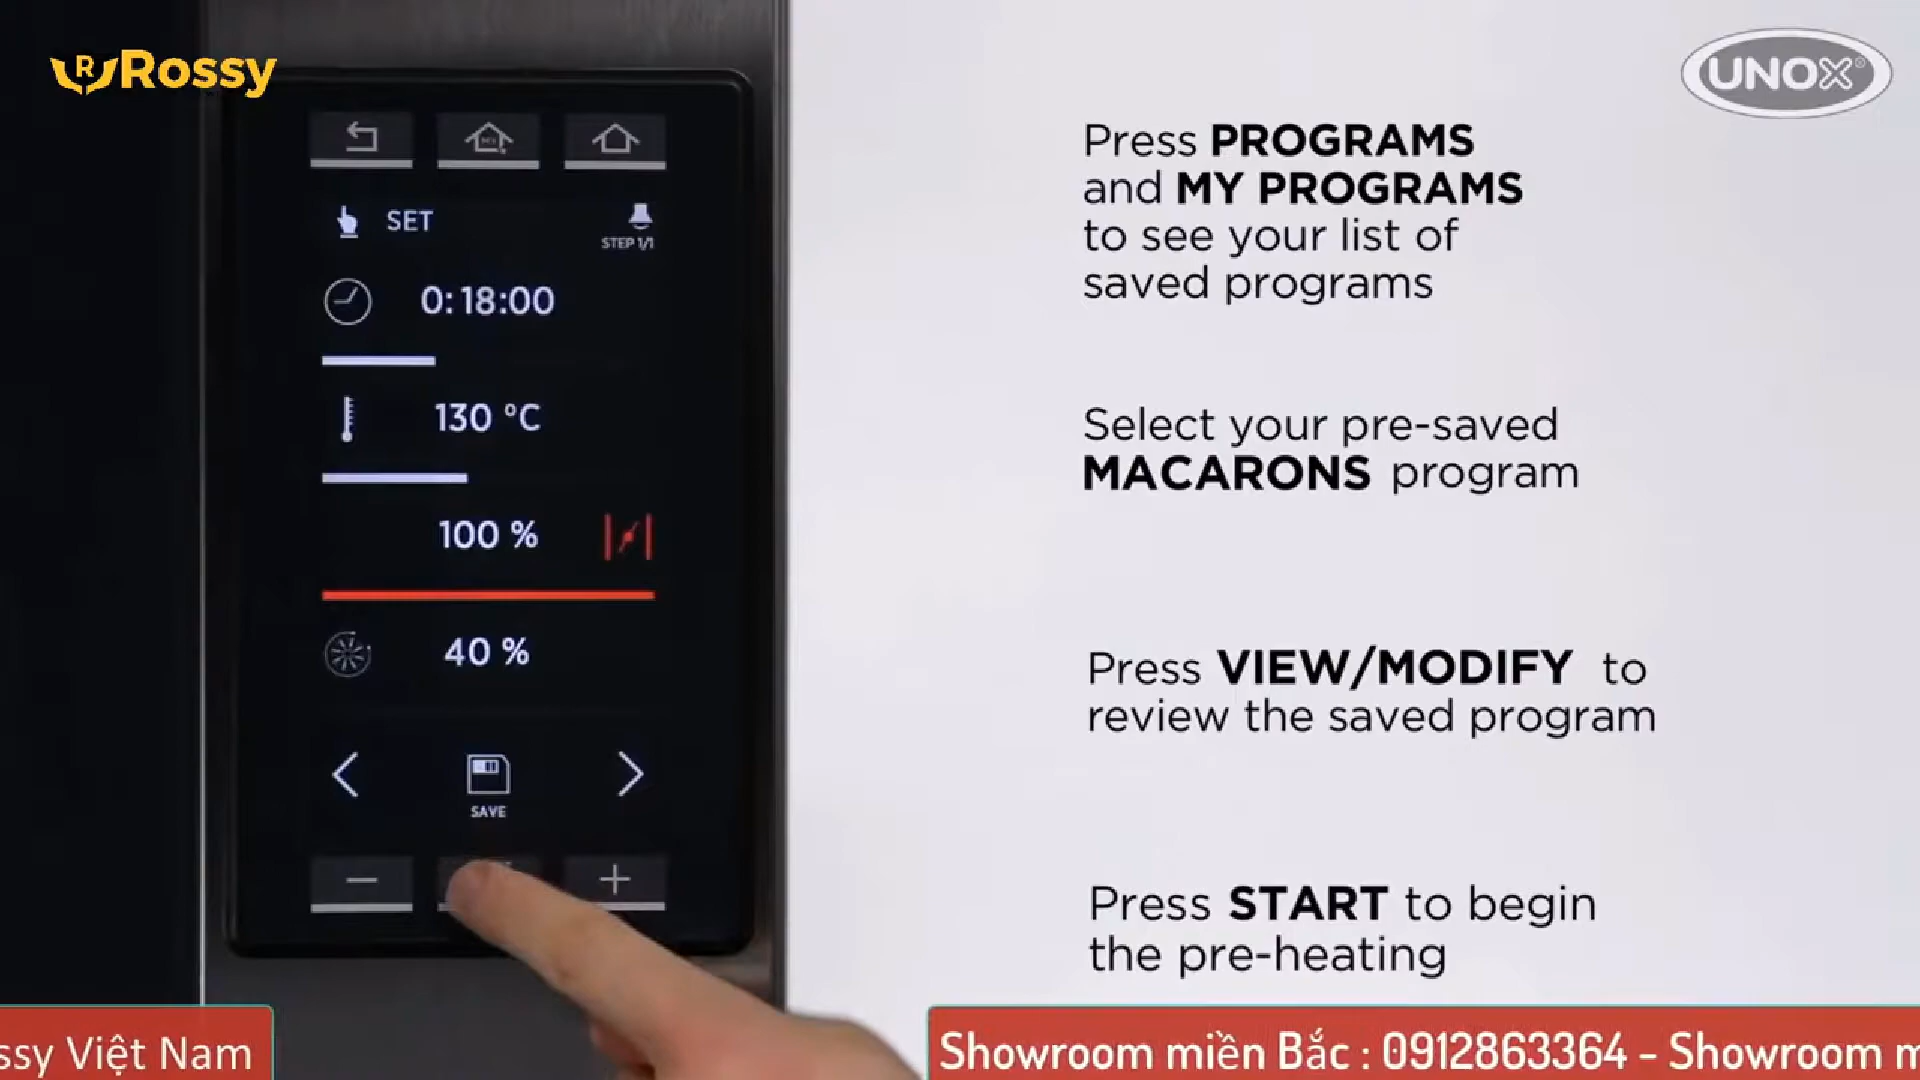 Rossy
UNOX
SET
STEP 1/1
0:18:00
130 °C
100 %
40 %
SAVE
Press PROGRAMS
and MY PROGRAMS
to see your list of
saved programs
Select your pre-saved
MACARONS program
Press VIEW/MODIFY to
review the saved program
Press START to begin
the pre-heating
ssy Việt Nam
Showroom miền Bắc : 0912863364 - Showroom m